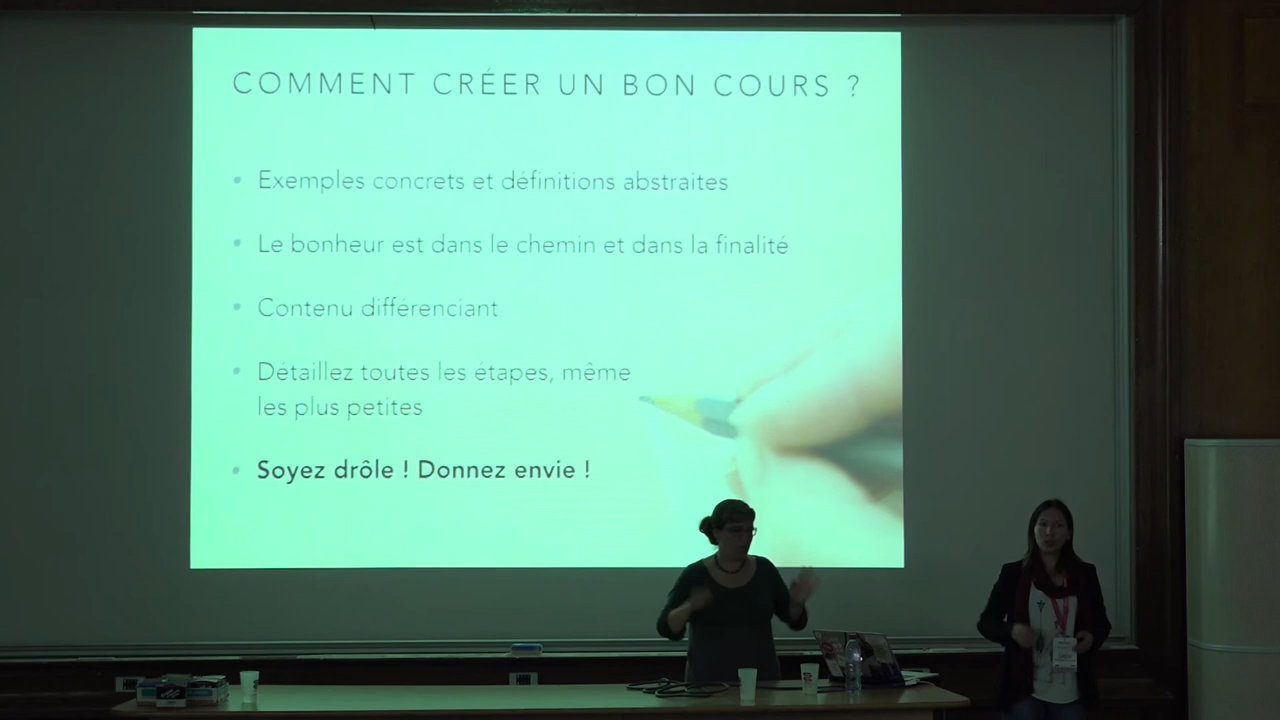 COMMENT CRÉER UN BON COURS ?
• Exemples concrets et définitions abstraites
• Le bonheur est dans le chemin et dans la finalité
• Contenu différenciant
• Détaillez toutes les étapes, même
les plus petites
• Soyez drôle ! Donnez envie !